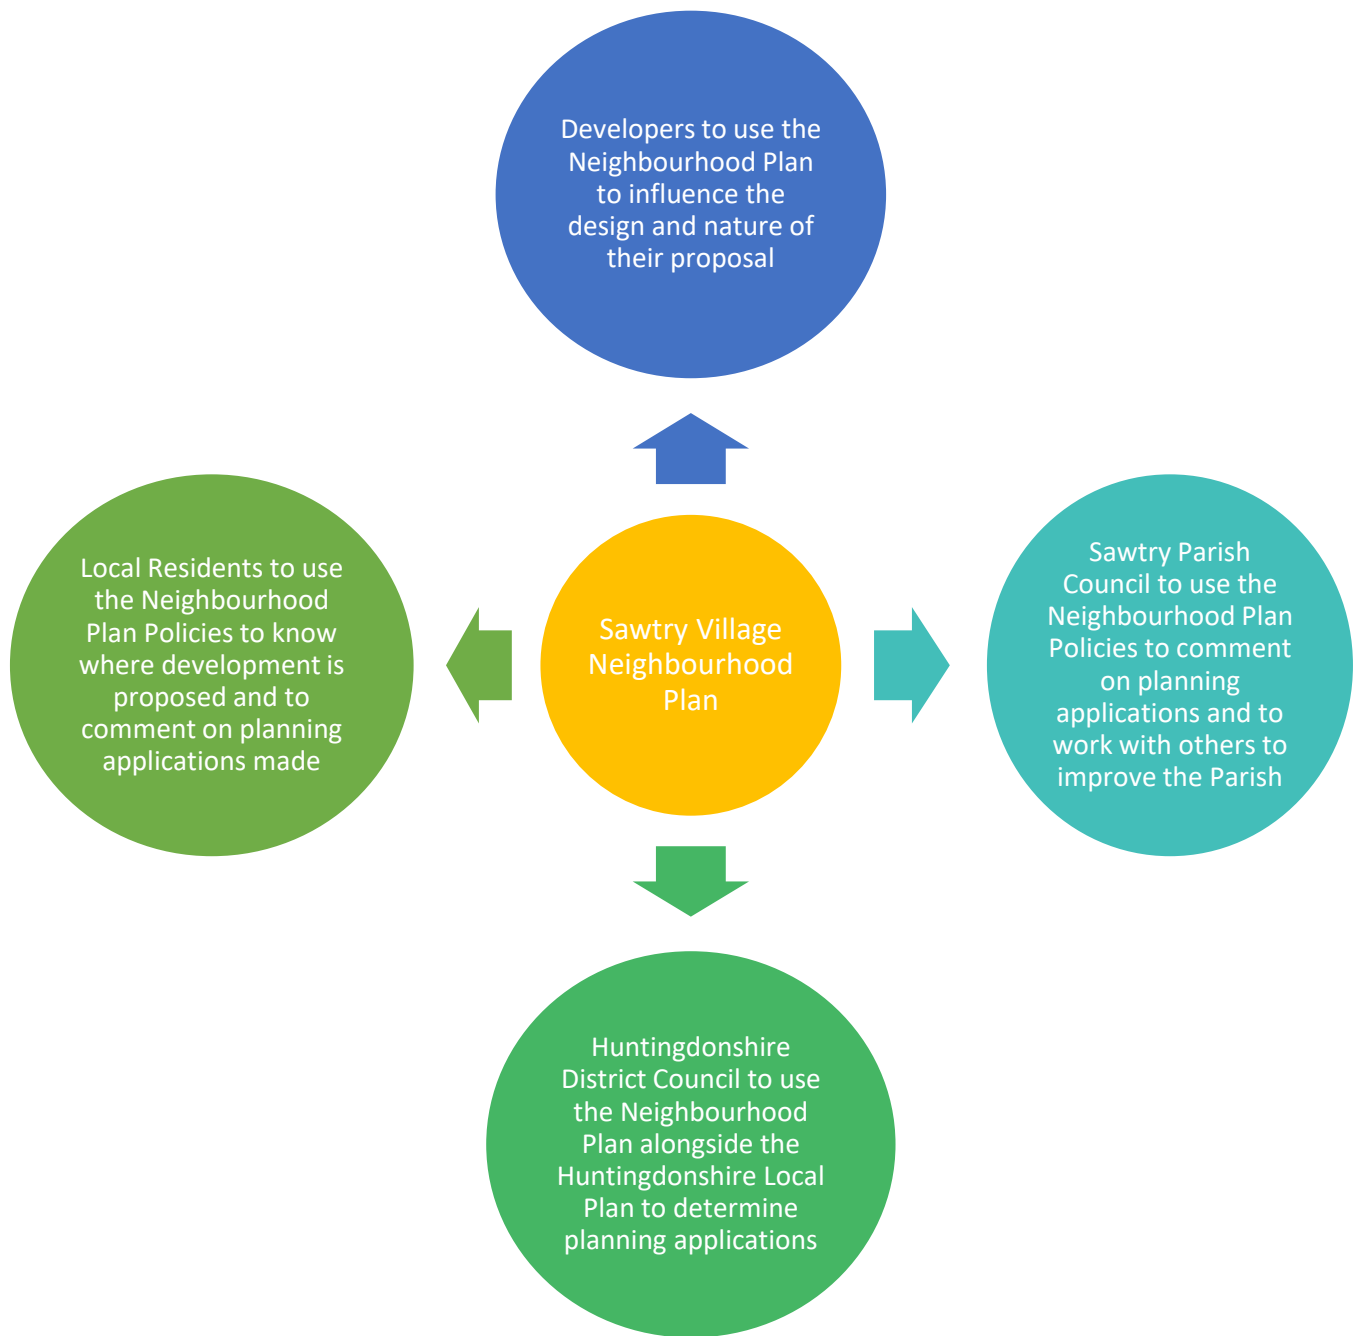 Developers to use the
Neighbourhood Plan
to influence the
design and nature of
their proposal
Local Residents to use
the Neighbourhood
Plan Policies to know
where development is
proposed and to
comment on planning
applications made
Sawtry Village
Neighbourhood
Plan
Sawtry Parish
Council to use the
Neighbourhood Plan
Policies to comment
on planning
applications and to
work with others to
improve the Parish
Huntingdonshire
District Council to use
the Neighbourhood
Plan alongside the
Huntingdonshire Local
Plan to determine
planning applications